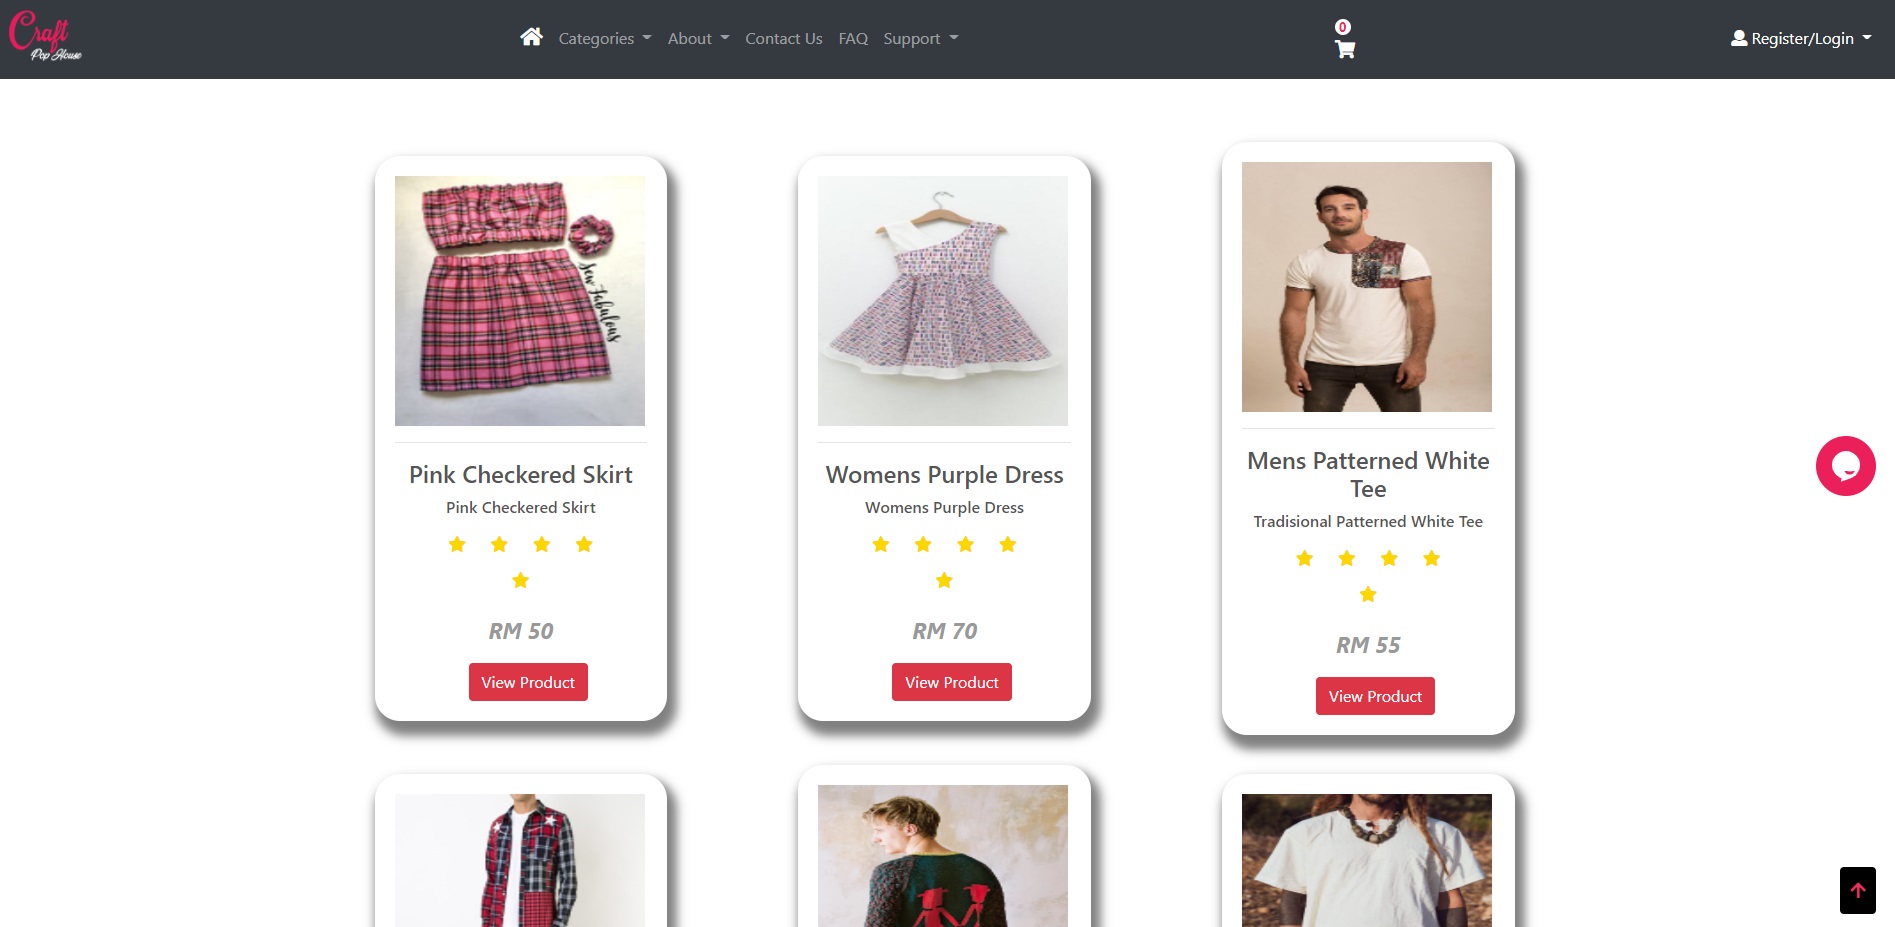 Craft
Pop House
Categories
About
Contact Us
FAQ
Support
0
Register/Login
Sew Fabulous
Pink Checkered Skirt
Pink Checkered Skirt
RM 50
View Product
Womens Purple Dress
Womens Purple Dress
RM 70
View Product
Mens Patterned White
Tee
Tradisional Patterned White Tee
RM 55
View Product